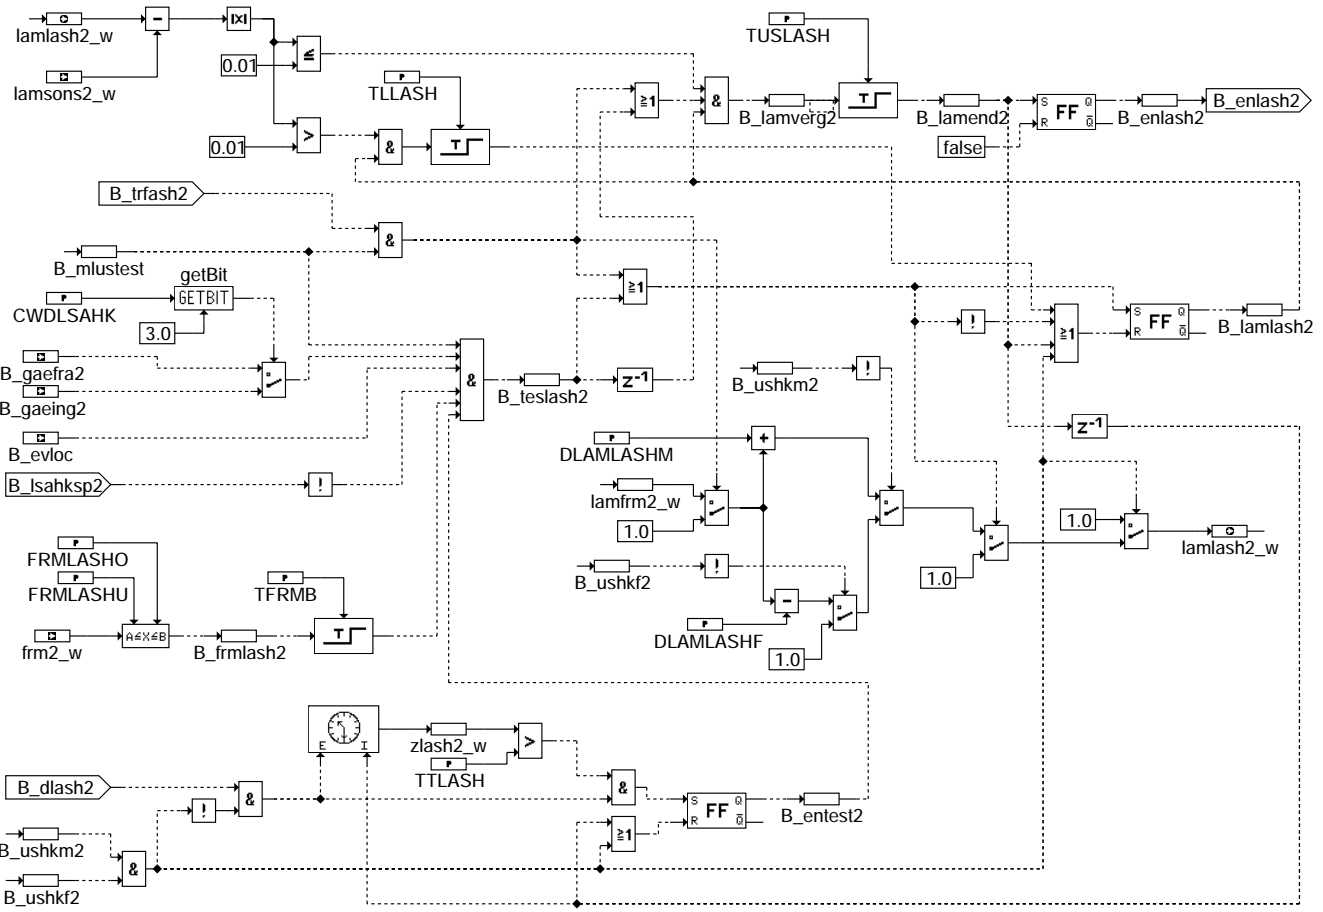 lamlash2_w
−
|x|
TUSLASH
P
lamsons2_w
0.01
≤
P
TLLASH
≧1
&
B_lamverg2
T
B_lamend2
S Q
R Q̅
FF
B_enlash2
B_enlash2
false
0.01
>
&
T
B_trfash2
&
B_mlustest
getBit
GETBIT
P
CWDLSAHK
3.0
≧1
!
≧1
S Q
R Q̅
FF
B_lamlash2
B_gaefra2
B_gaeing2
B_evloc
B_lsahksp2
!
&
B_teslash2
z⁻¹
B_ushkm2
!
z⁻¹
P
DLAMLASHM
+
lamfrm2_w
1.0
B_ushkf2
!
−
P
DLAMLASHF
1.0
1.0
1.0
lamlash2_w
P
FRMLASHO
P
FRMLASHU
P
TFRMB
frm2_w
A≤X≤B
B_frmlash2
T
E I
zlash2_w
P
TTLASH
>
B_dlash2
!
&
&
≧1
S Q
R Q̅
FF
B_entest2
B_ushkm2
&
B_ushkf2